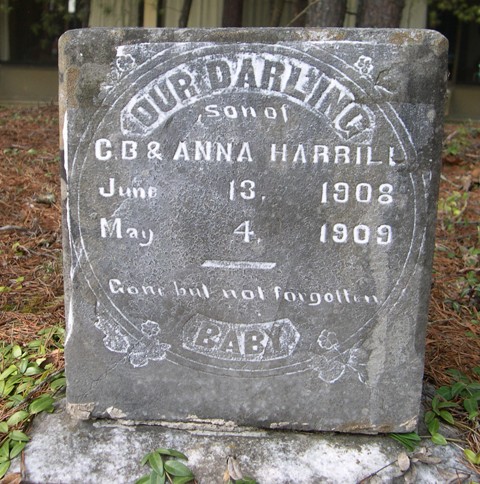 OUR DARLING
son of
C.B & ANNA HARRILL
June 13, 1908
May 4, 1909
Gone but not forgotten
BABY